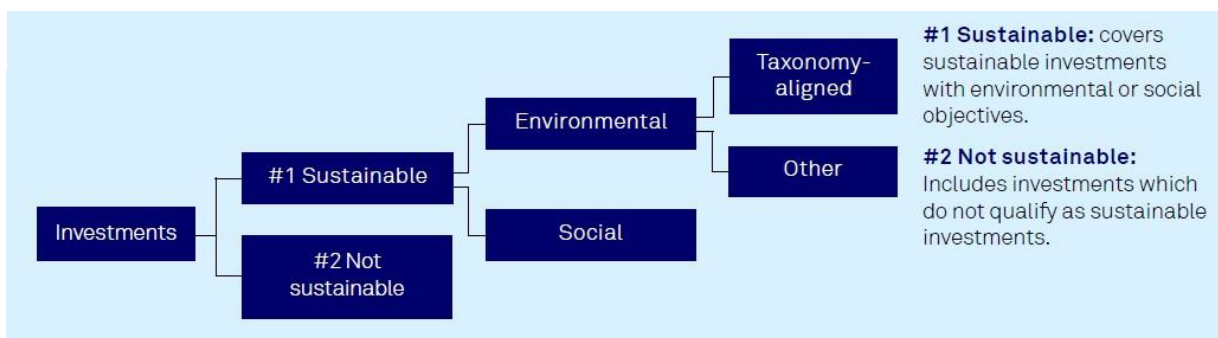 Investments
#1 Sustainable
#2 Not
sustainable
Environmental
Social
Taxonomy-
aligned
Other
#1 Sustainable: covers
sustainable investments
with environmental or social
objectives.
#2 Not sustainable:
Includes investments which
do not qualify as sustainable
investments.